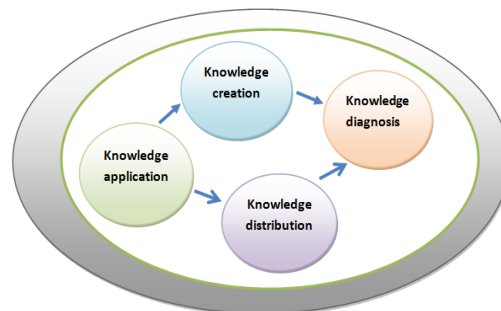 Knowledge
creation
Knowledge
diagnosis
Knowledge
application
Knowledge
distribution